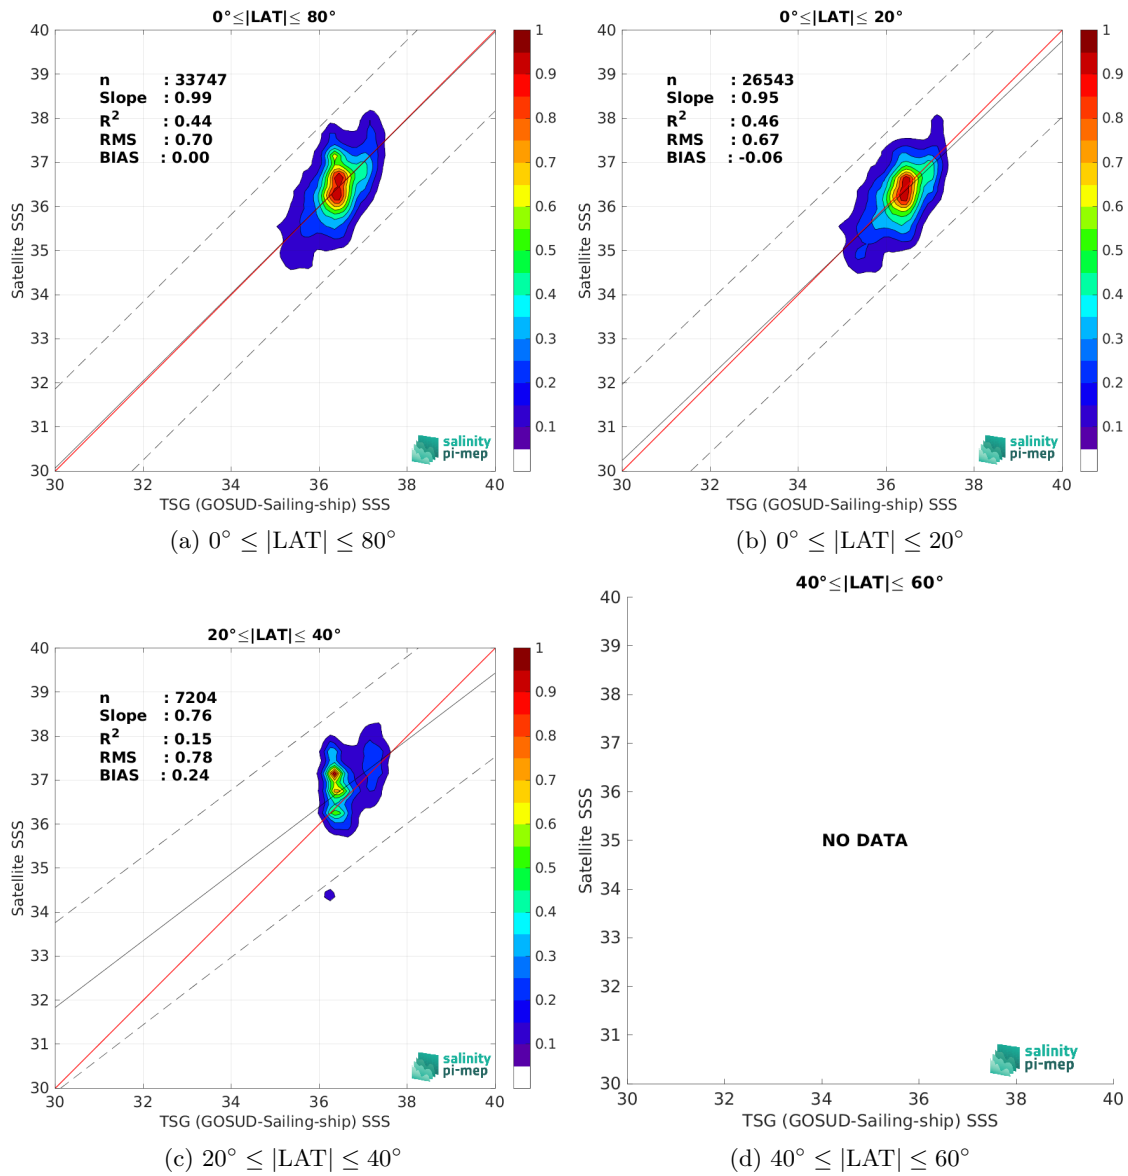 0°≤|LAT|≤ 80°
n : 33747
Slope : 0.99
R² : 0.44
RMS : 0.70
BIAS : 0.00
40
39
38
37
36
35
34
33
32
31
30
Satellite SSS
30 32 34 36 38 40
TSG (GOSUD-Sailing-ship) SSS
1
0.9
0.8
0.7
0.6
0.5
0.4
0.3
0.2
0.1
salinity
pi-mep
(a) 0° ≤ |LAT| ≤ 80°
0°≤|LAT|≤ 20°
n : 26543
Slope : 0.95
R² : 0.46
RMS : 0.67
BIAS : -0.06
40
39
38
37
36
35
34
33
32
31
30
Satellite SSS
30 32 34 36 38 40
TSG (GOSUD-Sailing-ship) SSS
1
0.9
0.8
0.7
0.6
0.5
0.4
0.3
0.2
0.1
salinity
pi-mep
(b) 0° ≤ |LAT| ≤ 20°
20°≤|LAT|≤ 40°
n : 7204
Slope : 0.76
R² : 0.15
RMS : 0.78
BIAS : 0.24
40
39
38
37
36
35
34
33
32
31
30
Satellite SSS
30 32 34 36 38 40
TSG (GOSUD-Sailing-ship) SSS
1
0.9
0.8
0.7
0.6
0.5
0.4
0.3
0.2
0.1
salinity
pi-mep
(c) 20° ≤ |LAT| ≤ 40°
40°≤|LAT|≤ 60°
40
39
38
37
36
35
34
33
32
31
30
Satellite SSS
NO DATA
30 32 34 36 38 40
TSG (GOSUD-Sailing-ship) SSS
salinity
pi-mep
(d) 40° ≤ |LAT| ≤ 60°